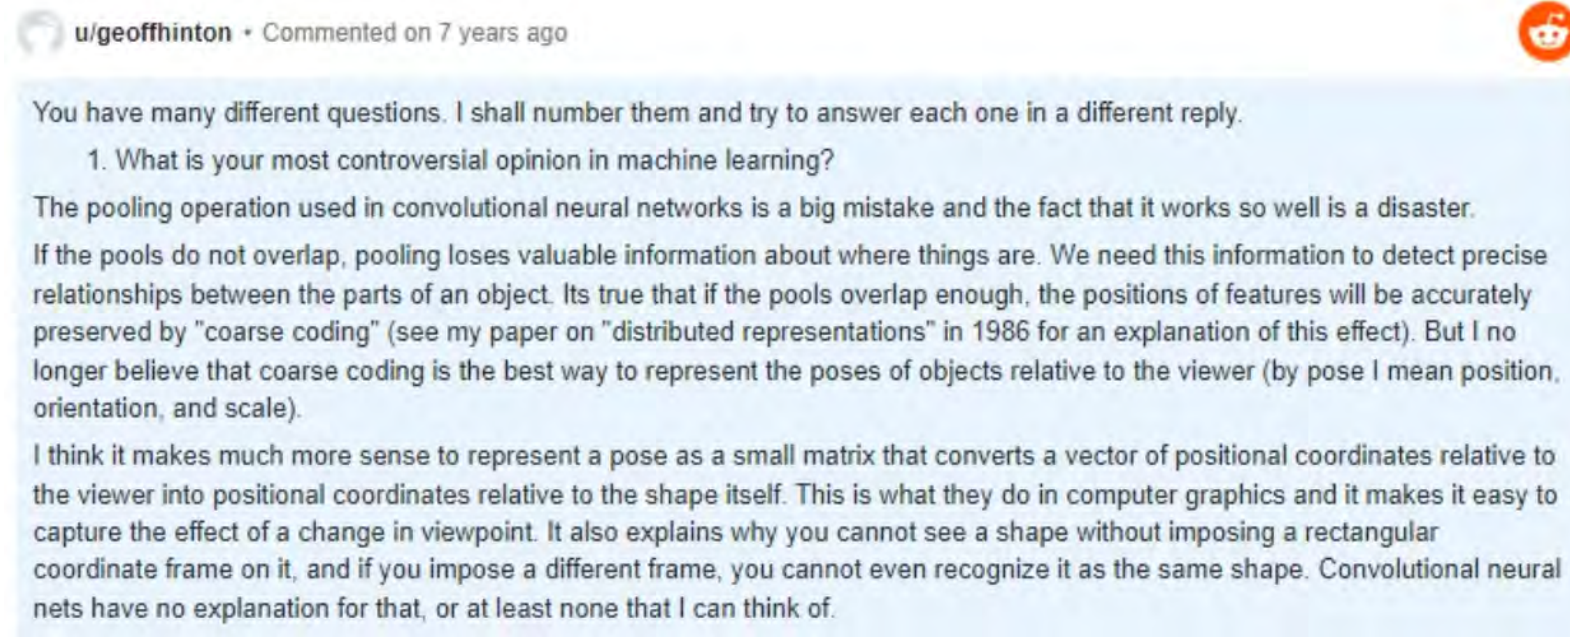 u/geoffhinton • Commented on 7 years ago
You have many different questions. I shall number them and try to answer each one in a different reply.
1. What is your most controversial opinion in machine learning?
The pooling operation used in convolutional neural networks is a big mistake and the fact that it works so well is a disaster.
If the pools do not overlap, pooling loses valuable information about where things are. We need this information to detect precise
relationships between the parts of an object. Its true that if the pools overlap enough, the positions of features will be accurately
preserved by "coarse coding" (see my paper on "distributed representations" in 1986 for an explanation of this effect). But I no
longer believe that coarse coding is the best way to represent the poses of objects relative to the viewer (by pose I mean position,
orientation, and scale).
I think it makes much more sense to represent a pose as a small matrix that converts a vector of positional coordinates relative to
the viewer into positional coordinates relative to the shape itself. This is what they do in computer graphics and it makes it easy to
capture the effect of a change in viewpoint. It also explains why you cannot see a shape without imposing a rectangular
coordinate frame on it, and if you impose a different frame, you cannot even recognize it as the same shape. Convolutional neural
nets have no explanation for that, or at least none that I can think of.